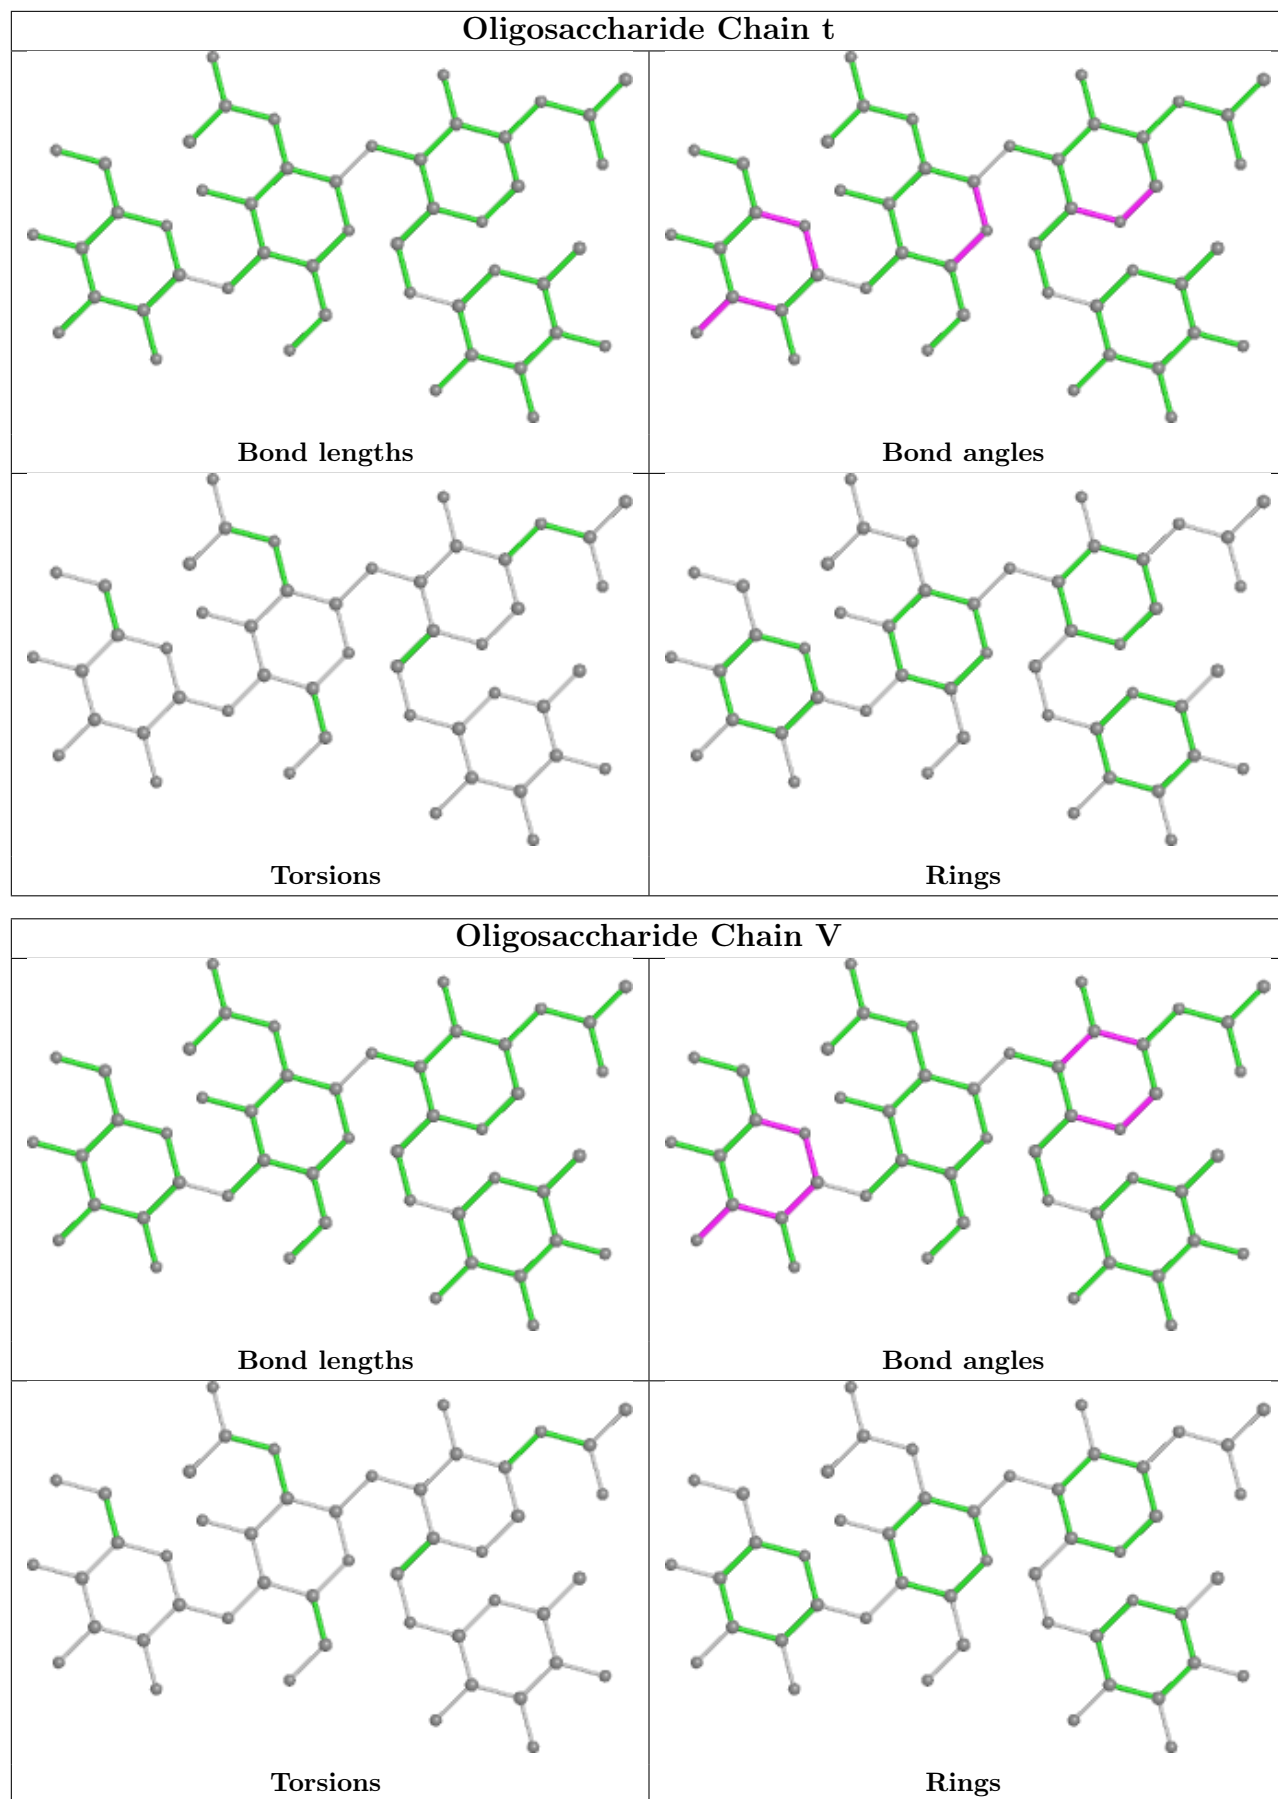 Oligosaccharide Chain t
Bond lengths
Bond angles
Torsions
Rings
Oligosaccharide Chain V
Bond lengths
Bond angles
Torsions
Rings